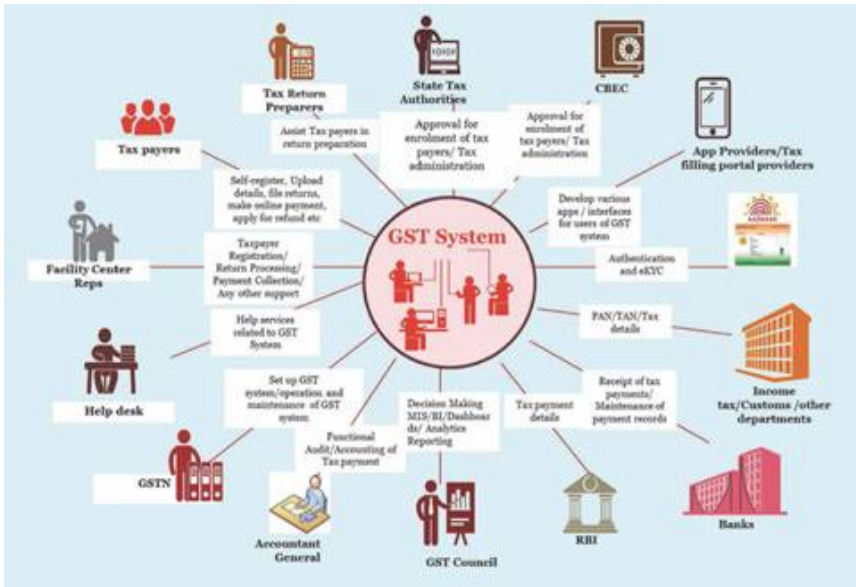 Tax Return
Preparers
State Tax
Authorities
CBEC
Tax payers
App Providers/Tax
filling portal providers
Assist Tax payers in
return preparation
Approval for
enrolment of tax
payers/ Tax
administration
Approval for
enrolment of
tax payers/ Tax
administration
Self-register, Upload
details, file returns,
make online payment,
apply for refund etc
Develop various
apps / interfaces
for users of GST
system
GST System
Facility Center
Reps
Taxpayer
Registration/
Return Processing/
Payment Collection/
Any other support
Authentication
and eKYC
AADHAAR
Help services
related to GST
System
PAN/TAN/Tax
details
Help desk
Income
tax/Customs /other
departments
Set up GST
system/operation and
maintenance of GST
system
Functional
Audit/Accounting of
Tax payment
Decision Making
MIS/BI/Dashboar
ds/ Analytics
Reporting
Tax payment
details
Receipt of tax
payments/
Maintenance of
payment records
GSTN
Accountant
General
GST Council
RBI
Banks